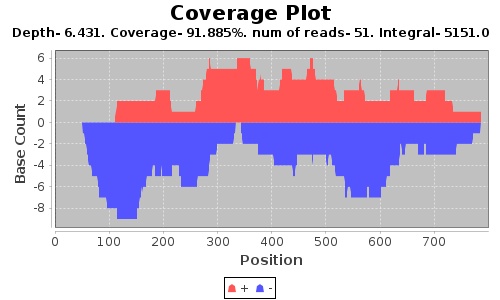 Coverage Plot
Depth- 6.431. Coverage- 91.885%. num of reads- 51. Integral- 5151.0
Base Count
6
4
2
0
-2
-4
-6
-8
0 100 200 300 400 500 600 700
Position
+ -